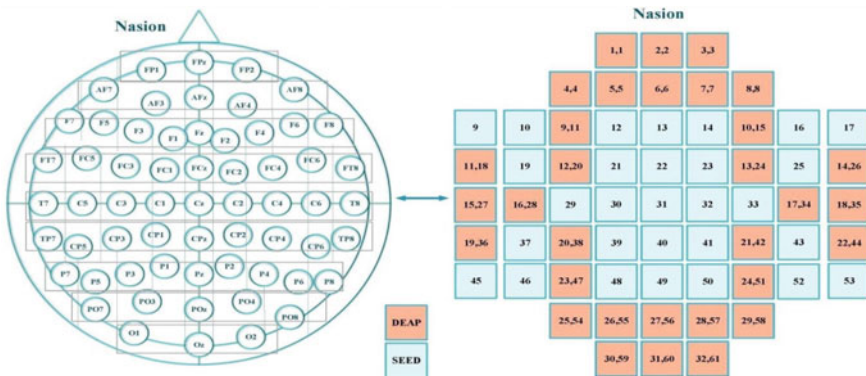 Nasion
FPz
FP1 FP2
AF7 AF8
AF3 AFz AF4
F7 F5 F3 F1 Fz F2 F4 F6 F8
FT7 FC5 FC3 FC1 FCz FC2 FC4 FC6 FT8
T7 C5 C3 C1 Cz C2 C4 C6 T8
TP7 CP5 CP3 CP1 CPz CP2 CP4 CP6 TP8
P7 P5 P3 P1 Pz P2 P4 P6 P8
PO7 PO3 POz PO4 PO8
O1 Oz O2
DEAP
SEED
Nasion
1,1 2,2 3,3
4,4 5,5 6,6 7,7 8,8
9 10 9,11 12 13 14 10,15 16 17
11,18 19 12,20 21 22 23 13,24 25 14,26
15,27 16,28 29 30 31 32 33 17,34 18,35
19,36 37 20,38 39 40 41 21,42 43 22,44
45 46 23,47 48 49 50 24,51 52 53
25,54 26,55 27,56 28,57 29,58
30,59 31,60 32,61